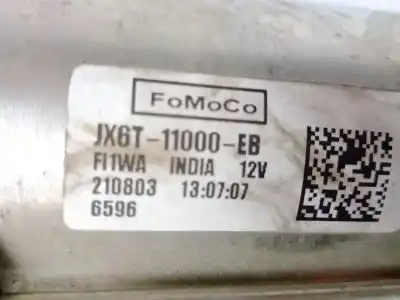 FoMoCo
JX6T-11000-EB
FI1WA INDIA 12V
210803 13:07:07
6596